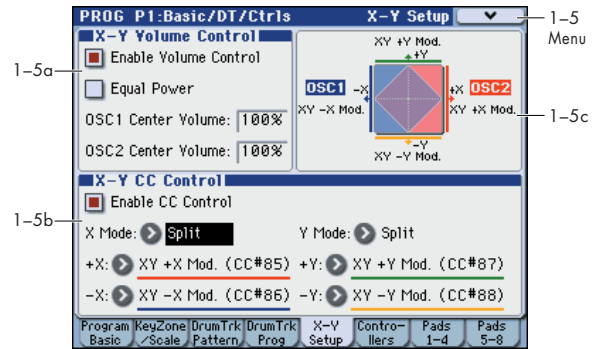 PROG P1:Basic/DT/Ctrls X-Y Setup
1-5 Menu
X-Y Volume Control
1-5a
Enable Volume Control
Equal Power
OSC1 Center Volume: 100%
OSC2 Center Volume: 100%
XY +Y Mod.
+Y
OSC1 -X
+X OSC2
XY -X Mod.
XY +X Mod.
1-5c
-Y
XY -Y Mod.
X-Y CC Control
Enable CC Control
1-5b
X Mode: Split Y Mode: Split
+X: XY +X Mod. (CC#85) +Y: XY +Y Mod. (CC#87)
-X: XY -X Mod. (CC#86) -Y: XY -Y Mod. (CC#88)
Program Basic
KeyZone /Scale
DrumTrk Pattern
DrumTrk Prog
X-Y Setup
Contro- llers
Pads 1-4
Pads 5-8